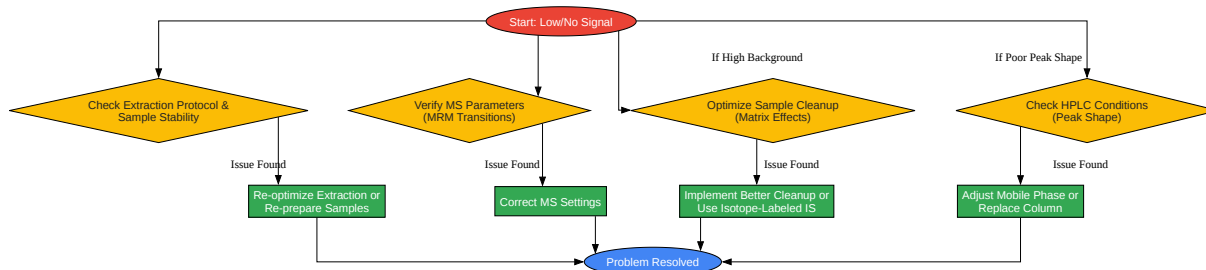 Start: Low/No Signal
If High Background
If Poor Peak Shape
Check Extraction Protocol &
Sample Stability
Verify MS Parameters
(MRM Transitions)
Optimize Sample Cleanup
(Matrix Effects)
Check HPLC Conditions
(Peak Shape)
Issue Found
Issue Found
Issue Found
Issue Found
Re-optimize Extraction or
Re-prepare Samples
Correct MS Settings
Implement Better Cleanup or
Use Isotope-Labeled IS
Adjust Mobile Phase or
Replace Column
Problem Resolved